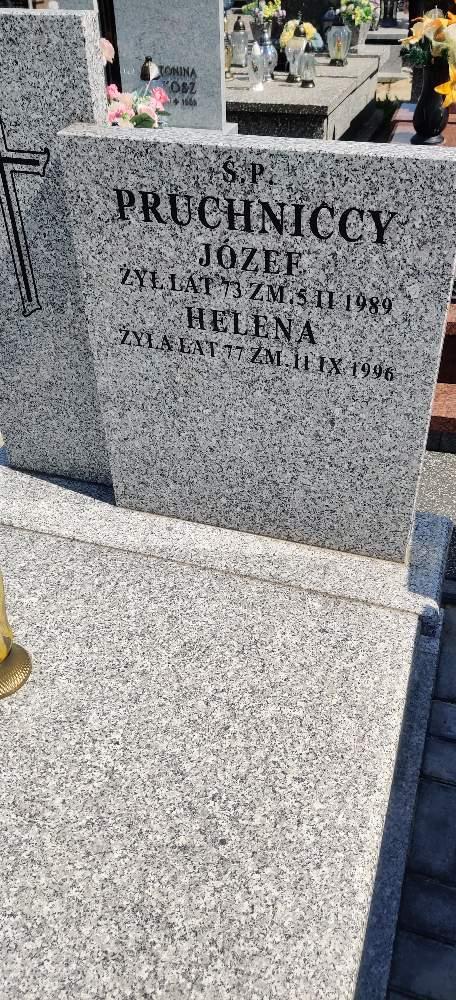 Ś.P.
PRUCHNICCY
JÓZEF
ŻYŁ LAT 73 ZM. 5 II 1989
HELENA
ŻYŁA LAT 77 ZM. 11 IX 1996